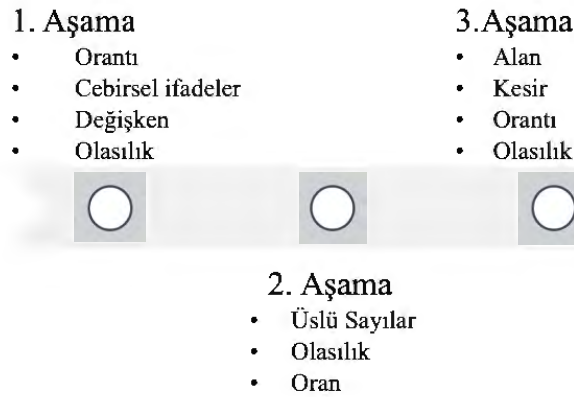 1. Aşama
• Orantı
• Cebirsel ifadeler
• Değişken
• Olasılık
3.Aşama
• Alan
• Kesir
• Orantı
• Olasılık
2. Aşama
• Üslü Sayılar
• Olasılık
• Oran